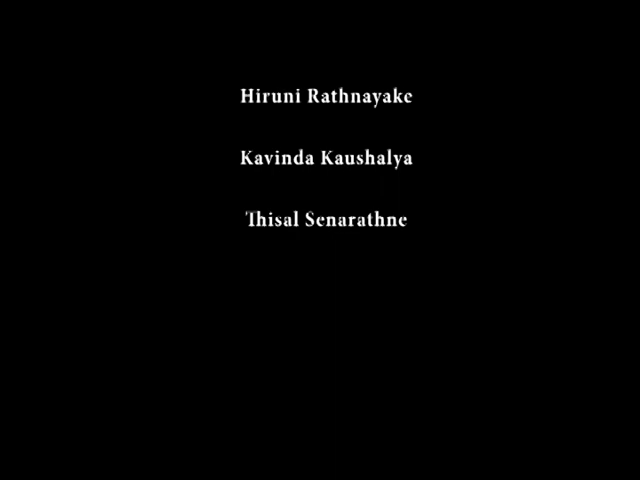 Hiruni Rathnayake
Kavinda Kaushalya
Thisal Senarathne